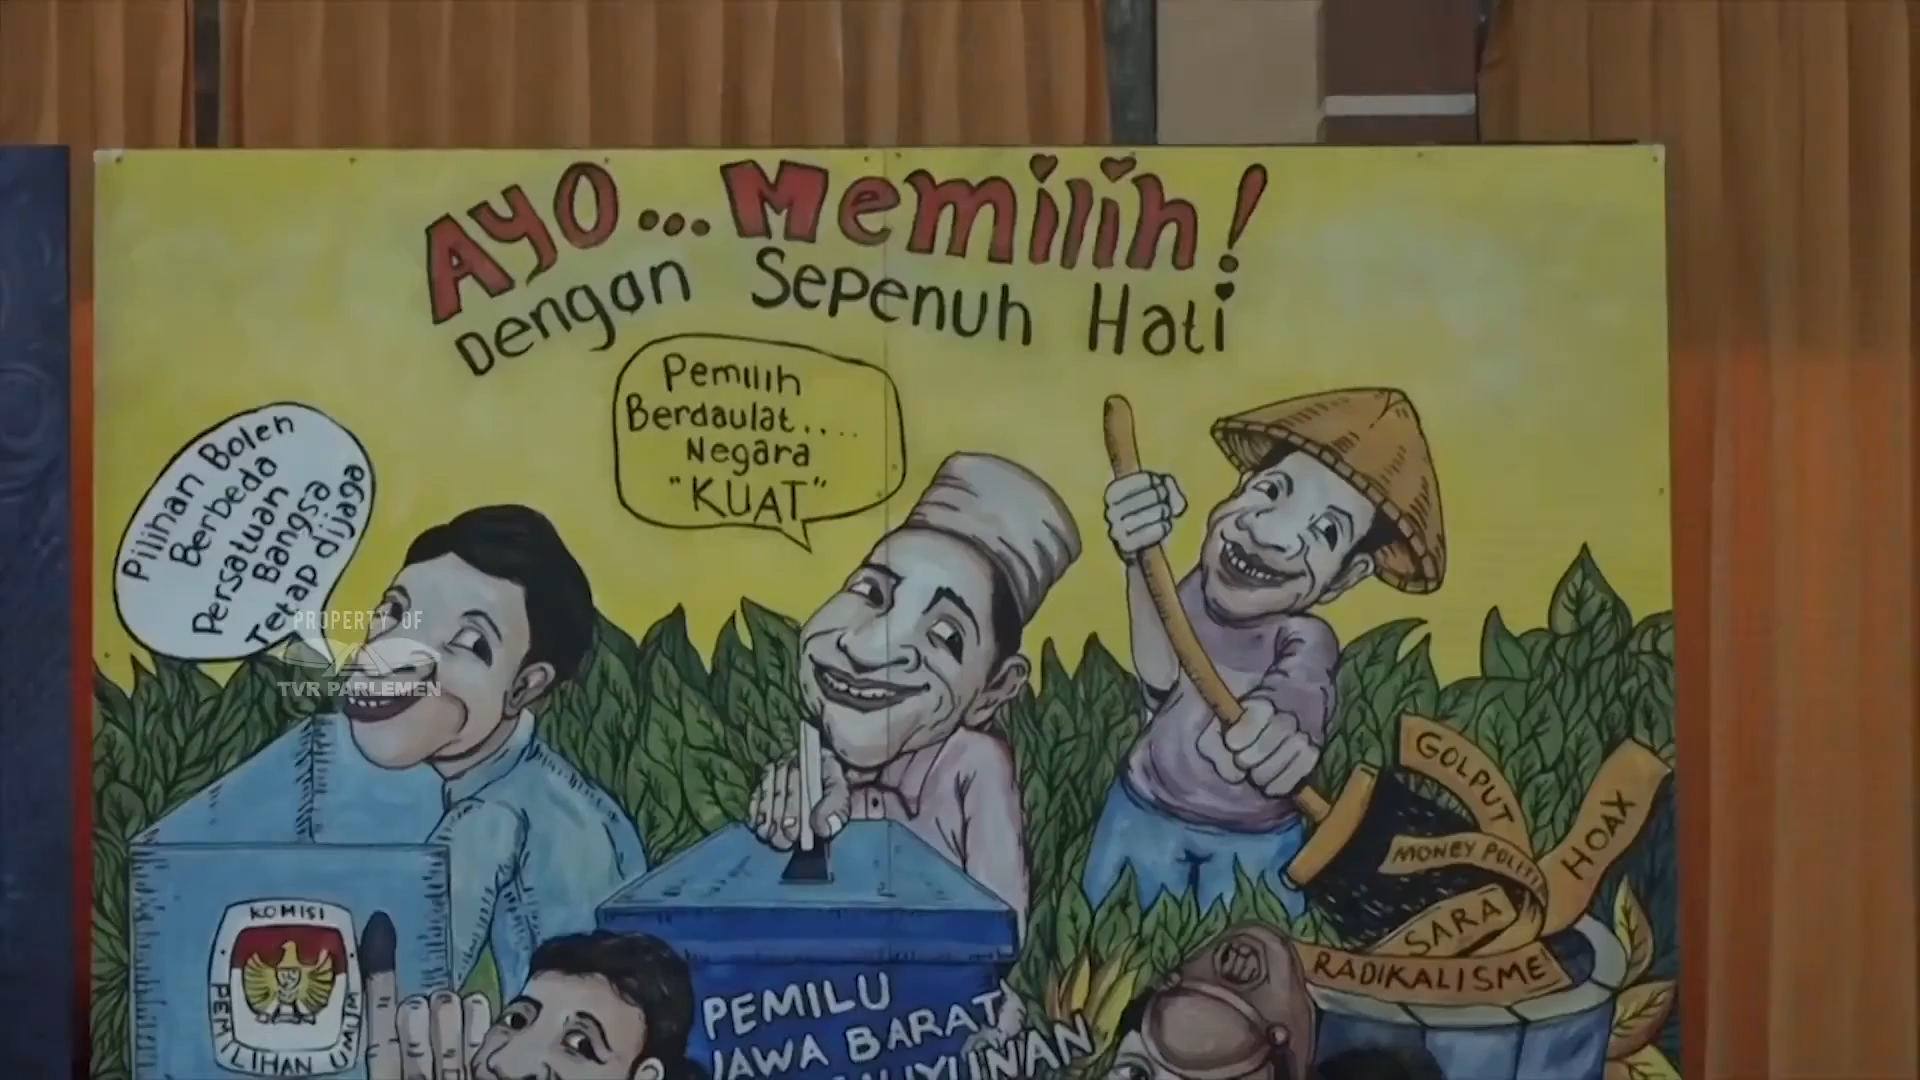 AYO... Memilih!
Dengan Sepenuh Hati
Pemilih
Berdaulat....
Negara
"KUAT"
Pilihan Boleh
Berbeda
Persatuan
Bangsa
Tetap dijaga
PROPERTY OF
TVR PARLEMEN
GOLPUT
HOAX
MONEY POLITIK
SARA
RADIKALISME
KOMISI
PEMILIHAN UMUM
PEMILU
JAWA BARAT